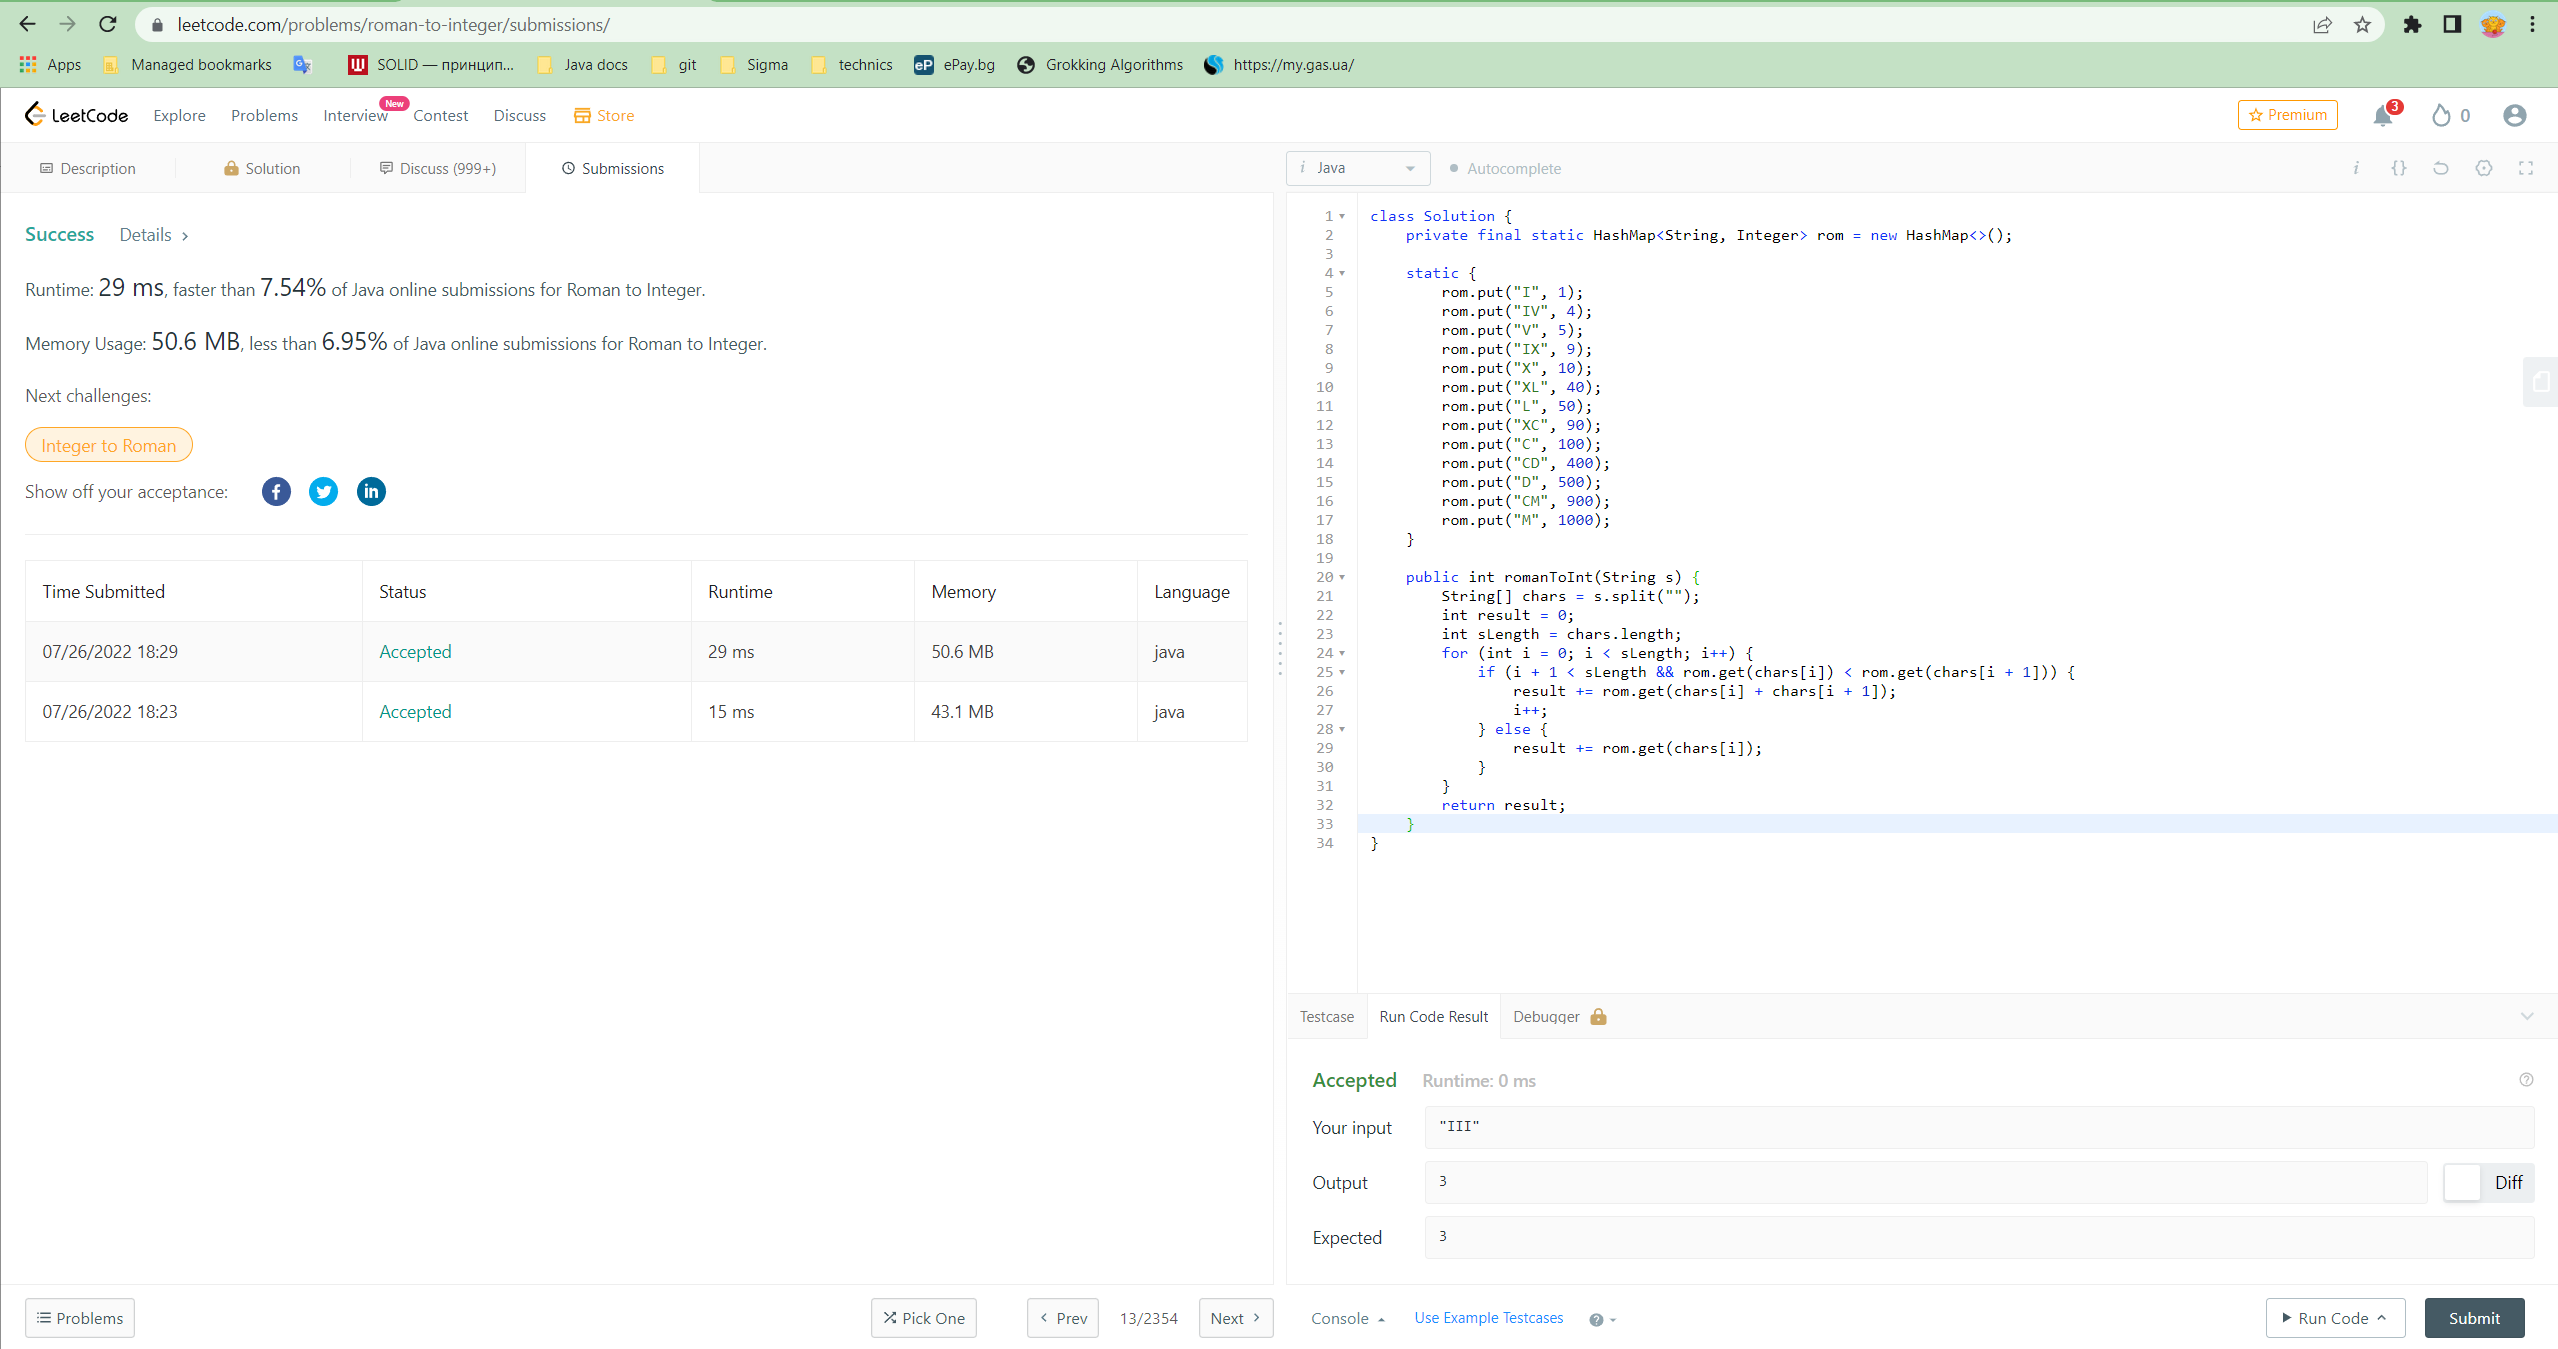 leetcode.com/problems/roman-to-integer/submissions/
Apps
Managed bookmarks
SOLID — принцип...
Java docs
git
Sigma
technics
eP ePay.bg
Grokking Algorithms
https://my.gas.ua/
LeetCode
Explore
Problems
Interview
New
Contest
Discuss
Store
Premium
3
0
Description
Solution
Discuss (999+)
Submissions
i Java
Autocomplete
i {}
Success Details >
Runtime: 29 ms, faster than 7.54% of Java online submissions for Roman to Integer.
Memory Usage: 50.6 MB, less than 6.95% of Java online submissions for Roman to Integer.
Next challenges:
Integer to Roman
Show off your acceptance:
Time Submitted Status Runtime Memory Language
07/26/2022 18:29 Accepted 29 ms 50.6 MB java
07/26/2022 18:23 Accepted 15 ms 43.1 MB java
1 class Solution {
2 private final static HashMap<String, Integer> rom = new HashMap<>();
3
4 static {
5 rom.put("I", 1);
6 rom.put("IV", 4);
7 rom.put("V", 5);
8 rom.put("IX", 9);
9 rom.put("X", 10);
10 rom.put("XL", 40);
11 rom.put("L", 50);
12 rom.put("XC", 90);
13 rom.put("C", 100);
14 rom.put("CD", 400);
15 rom.put("D", 500);
16 rom.put("CM", 900);
17 rom.put("M", 1000);
18 }
19
20 public int romanToInt(String s) {
21 String[] chars = s.split("");
22 int result = 0;
23 int sLength = chars.length;
24 for (int i = 0; i < sLength; i++) {
25 if (i + 1 < sLength && rom.get(chars[i]) < rom.get(chars[i + 1])) {
26 result += rom.get(chars[i] + chars[i + 1]);
27 i++;
28 } else {
29 result += rom.get(chars[i]);
30 }
31 }
32 return result;
33 }
34 }
Testcase
Run Code Result
Debugger
Accepted Runtime: 0 ms
Your input "III"
Output 3
Diff
Expected 3
Problems
Pick One
< Prev
13/2354
Next >
Console
Use Example Testcases
Run Code
Submit